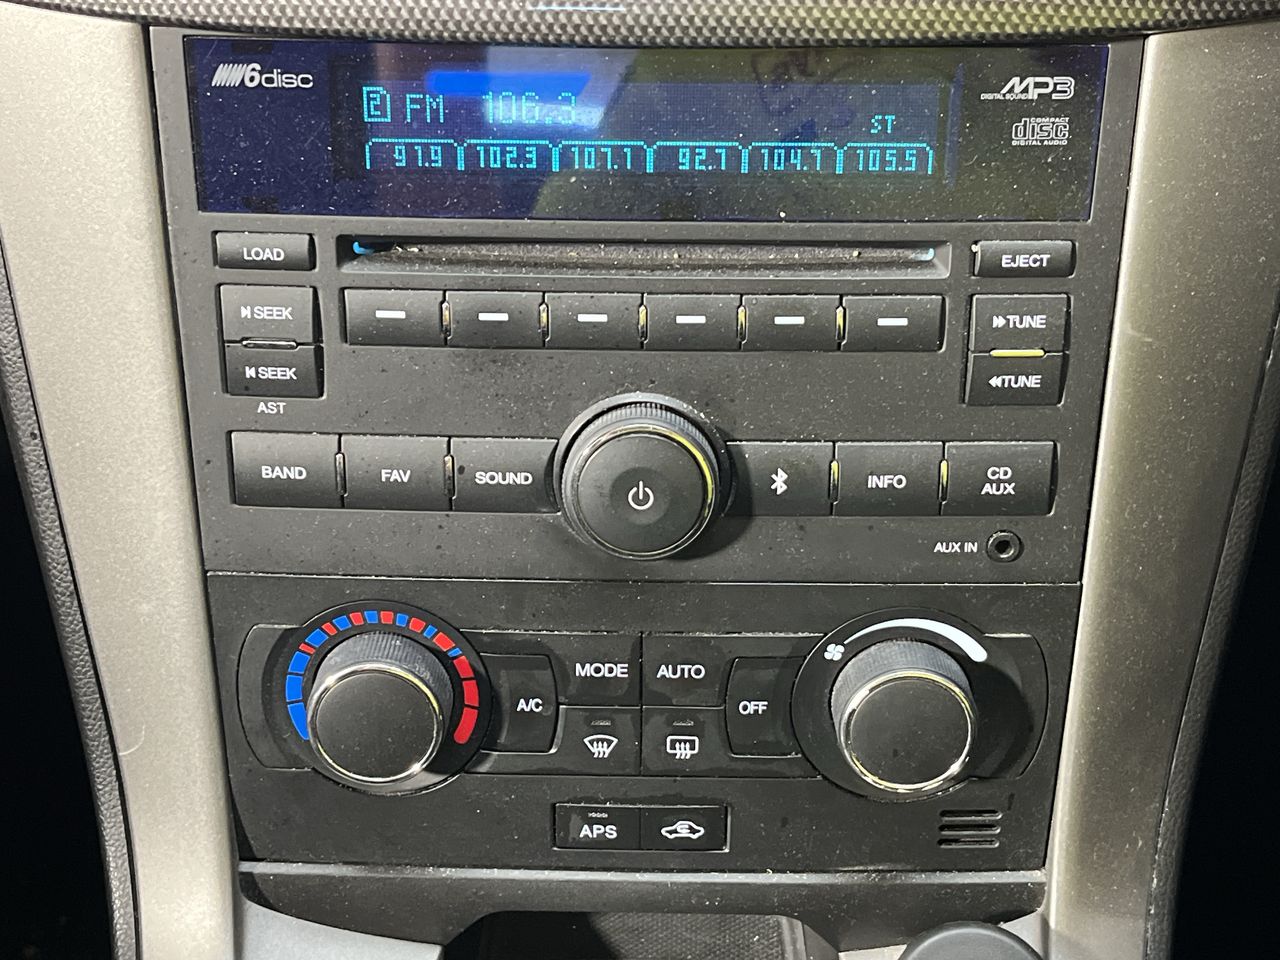 6disc
MP3
DIGITAL SOUND
2 FM 106.3
ST
COMPACT
disc
DIGITAL AUDIO
97.9 102.3 107.1 92.7 104.7 105.5
LOAD
EJECT
SEEK
TUNE
SEEK
TUNE
AST
BAND FAV SOUND INFO CD AUX
AUX IN
MODE AUTO
A/C OFF
APS